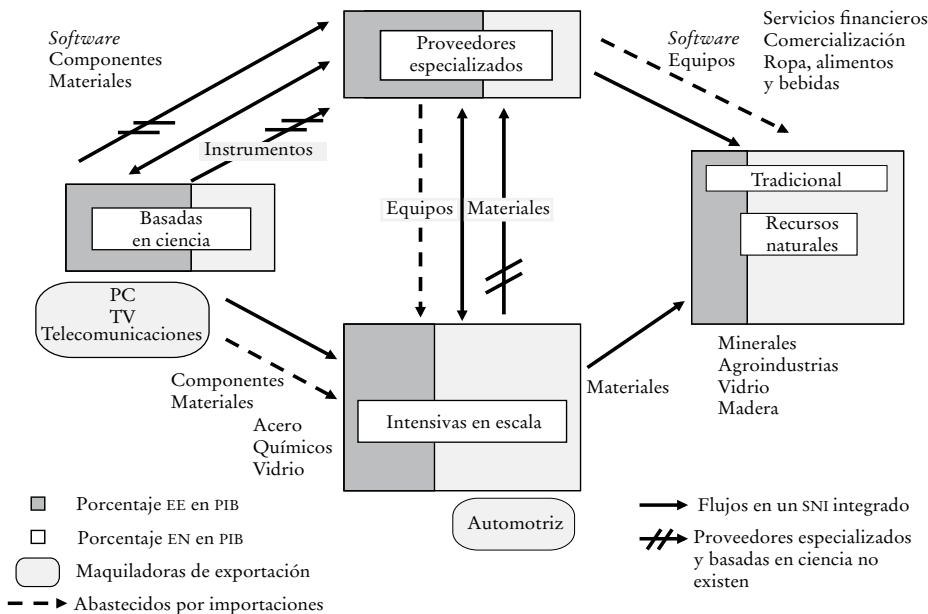 Software
Componentes
Materiales
Proveedores
especializados
Software
Equipos
Servicios financieros
Comercialización
Ropa, alimentos
y bebidas
Instrumentos
Basadas
en ciencia
Equipos
Materiales
Tradicional
Recursos
naturales
PC
TV
Telecomunicaciones
Componentes
Materiales
Acero
Químicos
Vidrio
Intensivas en escala
Materiales
Minerales
Agroindustrias
Vidrio
Madera
Automotriz
Porcentaje EE en PIB
Porcentaje EN en PIB
Maquiladoras de exportación
Abastecidos por importaciones
Flujos en un SNI integrado
Proveedores especializados
y basadas en ciencia no
existen